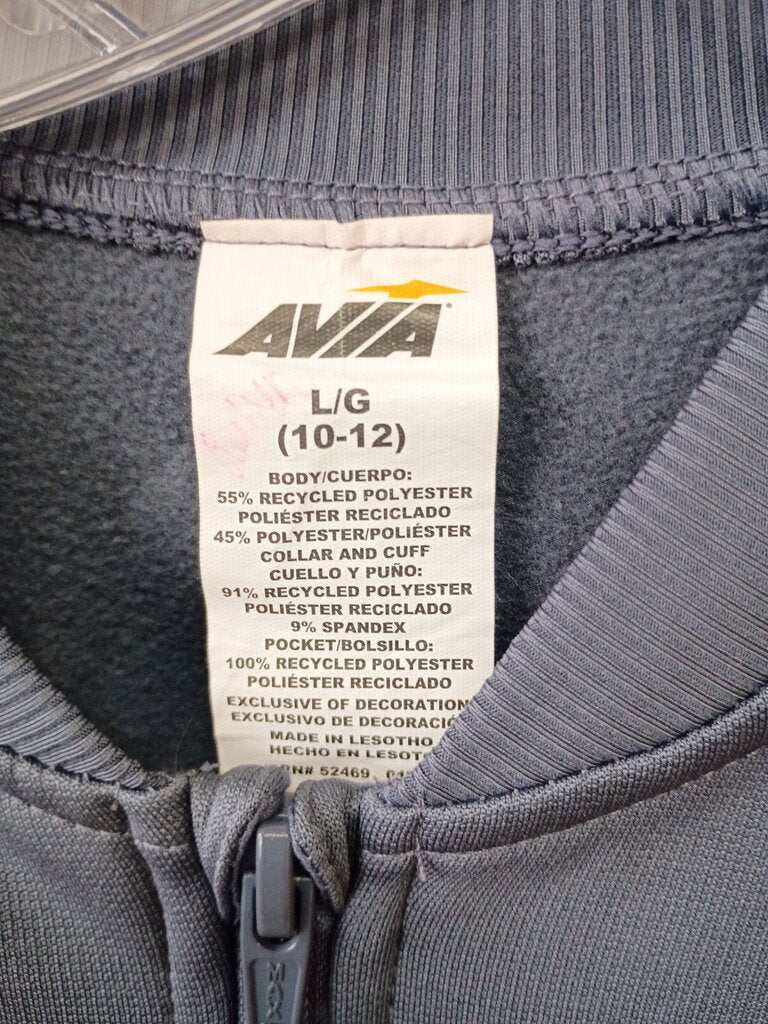 AVIA
L/G
(10-12)
BODY/CUERPO:
55% RECYCLED POLYESTER
POLIÉSTER RECICLADO
45% POLYESTER/POLIÉSTER
COLLAR AND CUFF
CUELLO Y PUÑO:
91% RECYCLED POLYESTER
POLIÉSTER RECICLADO
9% SPANDEX
POCKET/BOLSILLO:
100% RECYCLED POLYESTER
POLIÉSTER RECICLADO
EXCLUSIVE OF DECORATION
EXCLUSIVO DE
MADE IN LESOTHO
HECHO EN
52469